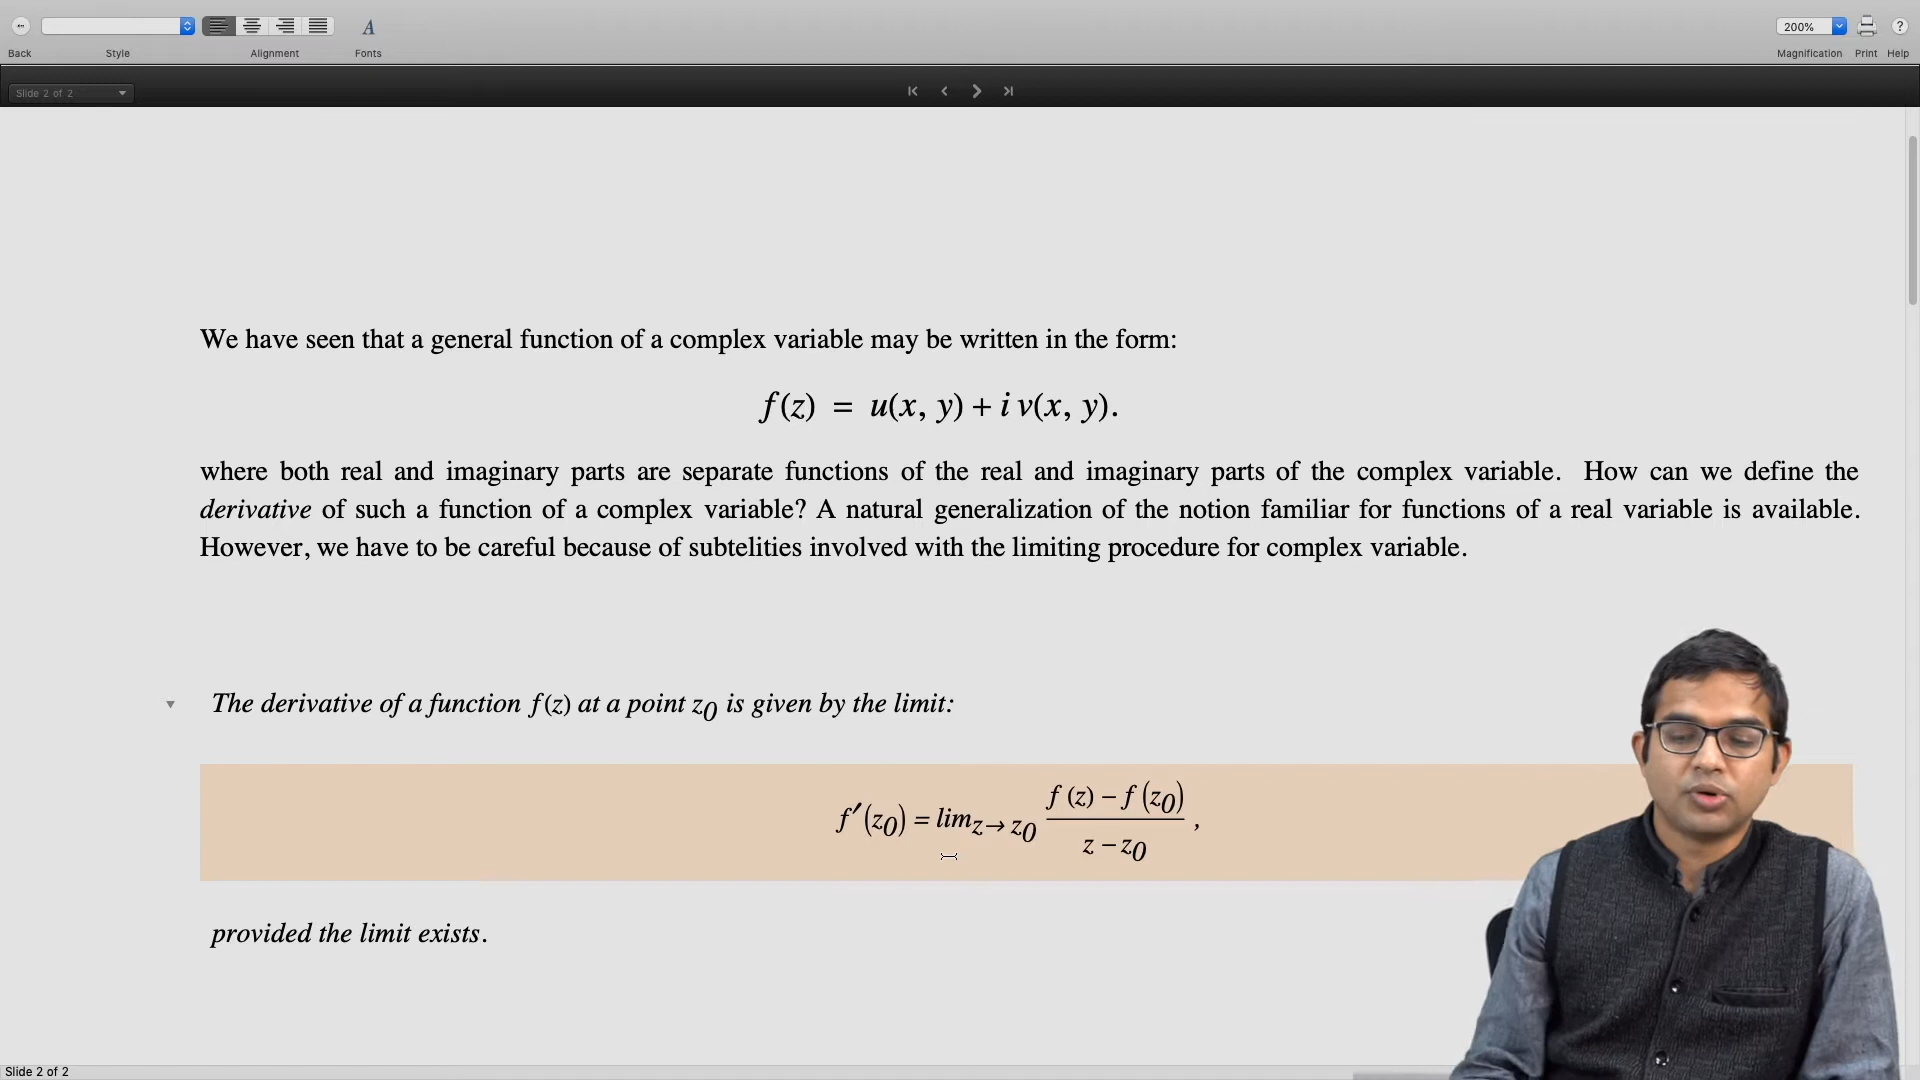 200%
Back Style Alignment Fonts Magnification Print Help
Slide 2 of 2
We have seen that a general function of a complex variable may be written in the form:
f(z) = u(x, y) + i v(x, y).
where both real and imaginary parts are separate functions of the real and imaginary parts of the complex variable. How can we define the
derivative of such a function of a complex variable? A natural generalization of the notion familiar for functions of a real variable is available.
However, we have to be careful because of subtelities involved with the limiting procedure for complex variable.
The derivative of a function f(z) at a point z₀ is given by the limit:
f′(z₀) = lim_{z→z₀} (f(z) − f(z₀)) / (z − z₀),
provided the limit exists.
Slide 2 of 2